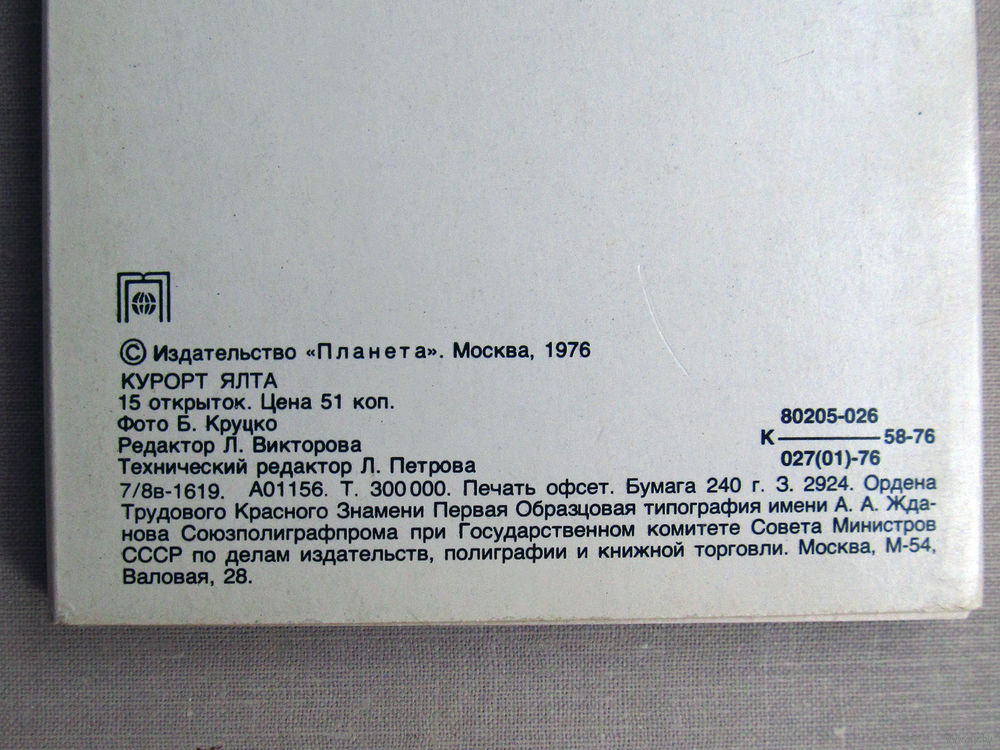 © Издательство «Планета». Москва, 1976
КУРОРТ ЯЛТА
15 открыток. Цена 51 коп.
Фото Б. Круцко
Редактор Л. Викторова
Технический редактор Л. Петрова
80205-026
К ———— 58-76
027(01)-76
7/8в-1619. А01156. Т. 300 000. Печать офсет. Бумага 240 г. З. 2924. Ордена
Трудового Красного Знамени Первая Образцовая типография имени А. А. Жда-
нова Союзполиграфпрома при Государственном комитете Совета Министров
СССР по делам издательств, полиграфии и книжной торговли. Москва, М-54,
Валовая, 28.